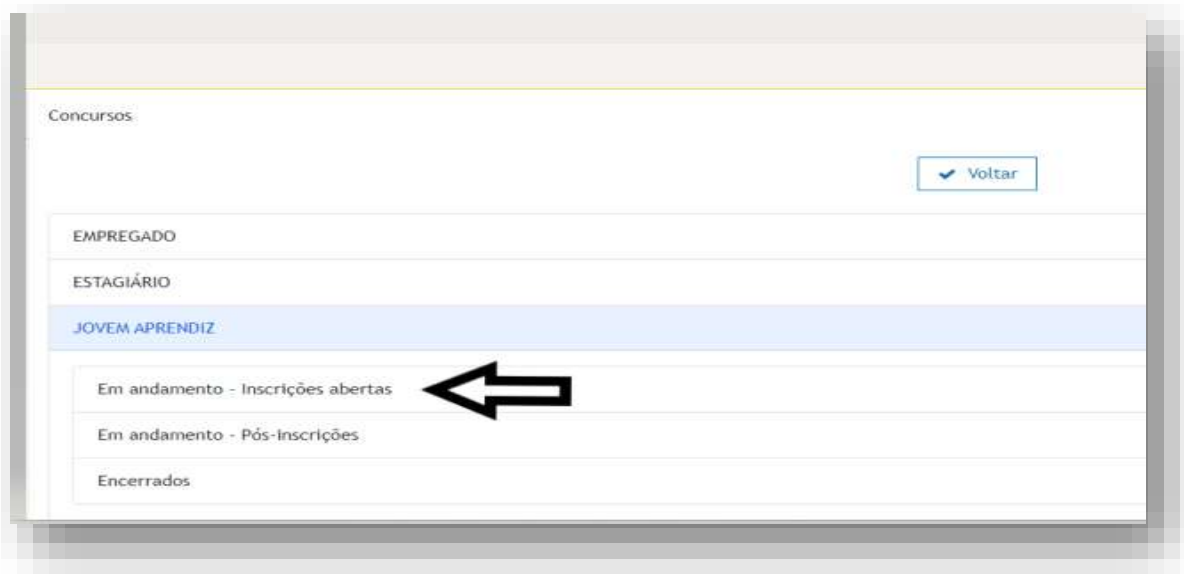 Concursos
Voltar
EMPREGADO
ESTAGIÁRIO
JOVEM APRENDIZ
Em andamento - Inscrições abertas
Em andamento - Pós-Inscrições
Encerrados